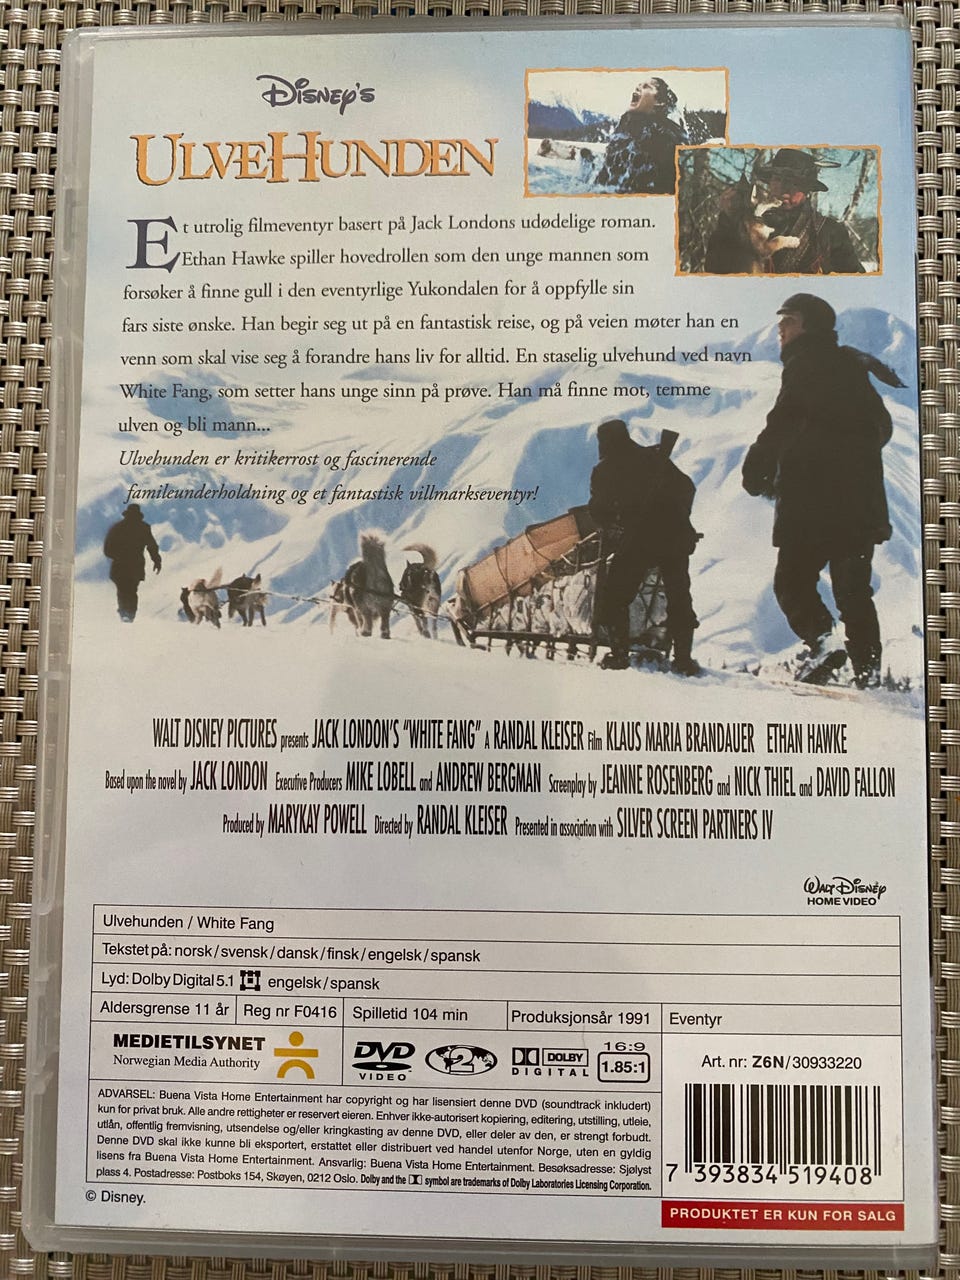 Disney's
ULVEHUNDEN
Et utrolig filmeventyr basert på Jack Londons udødelige roman.
Ethan Hawke spiller hovedrollen som den unge mannen som
forsøker å finne gull i den eventyrlige Yukondalen for å oppfylle sin
fars siste ønske. Han begir seg ut på en fantastisk reise, og på veien møter han en
venn som skal vise seg å forandre hans liv for alltid. En staselig ulvehund ved navn
White Fang, som setter hans unge sinn på prøve. Han må finne mot, temme
ulven og bli mann...
Ulvehunden er kritikerrost og fascinerende
famileunderholdning og et fantastisk villmarkseventyr!
WALT DISNEY PICTURES presents JACK LONDON'S "WHITE FANG" A RANDAL KLEISER Film KLAUS MARIA BRANDAUER ETHAN HAWKE
Based upon the novel by JACK LONDON Executive Producers MIKE LOBELL and ANDREW BERGMAN Screenplay by JEANNE ROSENBERG and NICK THIEL and DAVID FALLON
Produced by MARYKAY POWELL Directed by RANDAL KLEISER Presented in association with SILVER SCREEN PARTNERS IV
WALT DISNEY
HOME VIDEO
Ulvehunden / White Fang
Tekstet på: norsk/svensk/dansk/finsk/engelsk/spansk
Lyd: Dolby Digital 5.1 engelsk/spansk
Aldersgrense 11 år Reg nr F0416 Spilletid 104 min Produksjonsår 1991 Eventyr
MEDIETILSYNET
Norwegian Media Authority
DVD
VIDEO
2
DOLBY
DIGITAL
16:9
1.85:1
Art. nr: Z6N/30933220
ADVARSEL: Buena Vista Home Entertainment har copyright og har lisensiert denne DVD (soundtrack inkludert)
kun for privat bruk. Alle andre rettigheter er reservert eieren. Enhver ikke-autorisert kopiering, editering, utstilling, utleie,
utlån, offentlig fremvisning, utsendelse og/eller kringkasting av denne DVD, eller deler av den, er strengt forbudt.
Denne DVD skal ikke kunne bli eksportert, erstattet eller distribuert ved handel utenfor Norge, uten en gyldig
lisens fra Buena Vista Home Entertainment. Ansvarlig: Buena Vista Home Entertainment. Besøksadresse: Sjølyst
plass 4. Postadresse: Postboks 154, Skøyen, 0212 Oslo. Dolby and the symbol are trademarks of Dolby Laboratories Licensing Corporation.
7 393834 519408
© Disney.
PRODUKTET ER KUN FOR SALG